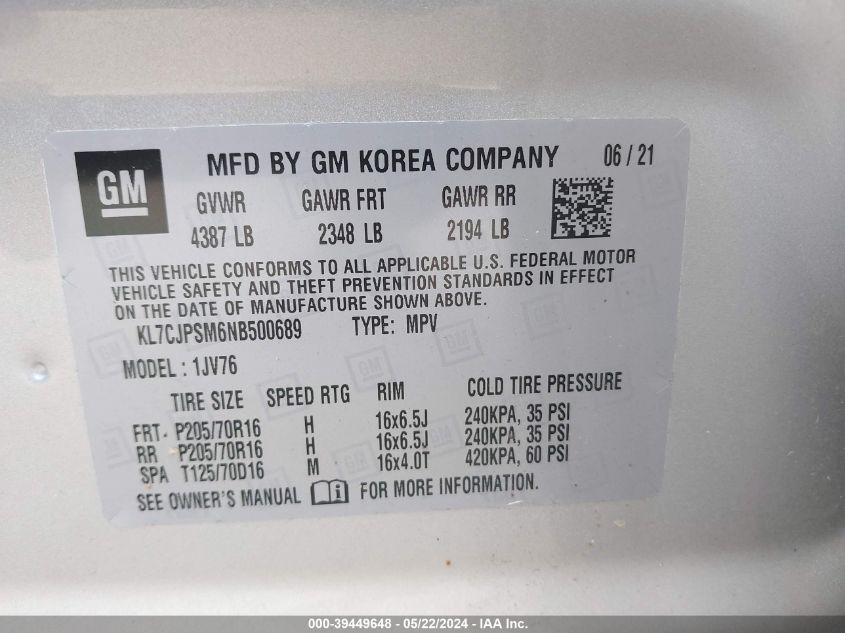 GM
MFD BY GM KOREA COMPANY 06 / 21
GVWR GAWR FRT GAWR RR
4387 LB 2348 LB 2194 LB
THIS VEHICLE CONFORMS TO ALL APPLICABLE U.S. FEDERAL MOTOR
VEHICLE SAFETY AND THEFT PREVENTION STANDARDS IN EFFECT
ON THE DATE OF MANUFACTURE SHOWN ABOVE.
KL7CJPSM6NB500689 TYPE: MPV
MODEL : 1JV76
TIRE SIZE SPEED RTG RIM COLD TIRE PRESSURE
FRT. P205/70R16 H 16x6.5J 240KPA, 35 PSI
RR P205/70R16 H 16x6.5J 240KPA, 35 PSI
SPA T125/70D16 M 16x4.0T 420KPA, 60 PSI
SEE OWNER'S MANUAL FOR MORE INFORMATION.
000-39449648 - 05/22/2024 - IAA Inc.